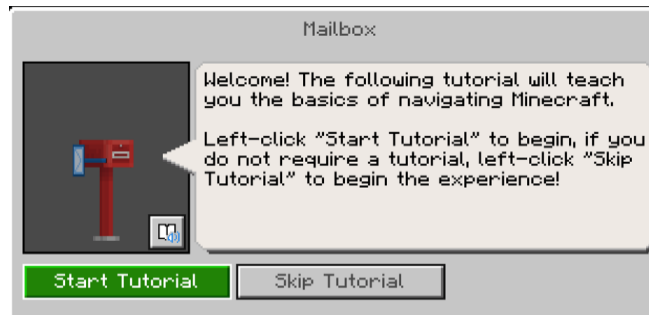 Mailbox
Welcome! The following tutorial will teach
you the basics of navigating Minecraft.
Left-click "Start Tutorial" to begin, if you
do not require a tutorial, left-click "Skip
Tutorial" to begin the experience!
Start Tutorial
Skip Tutorial